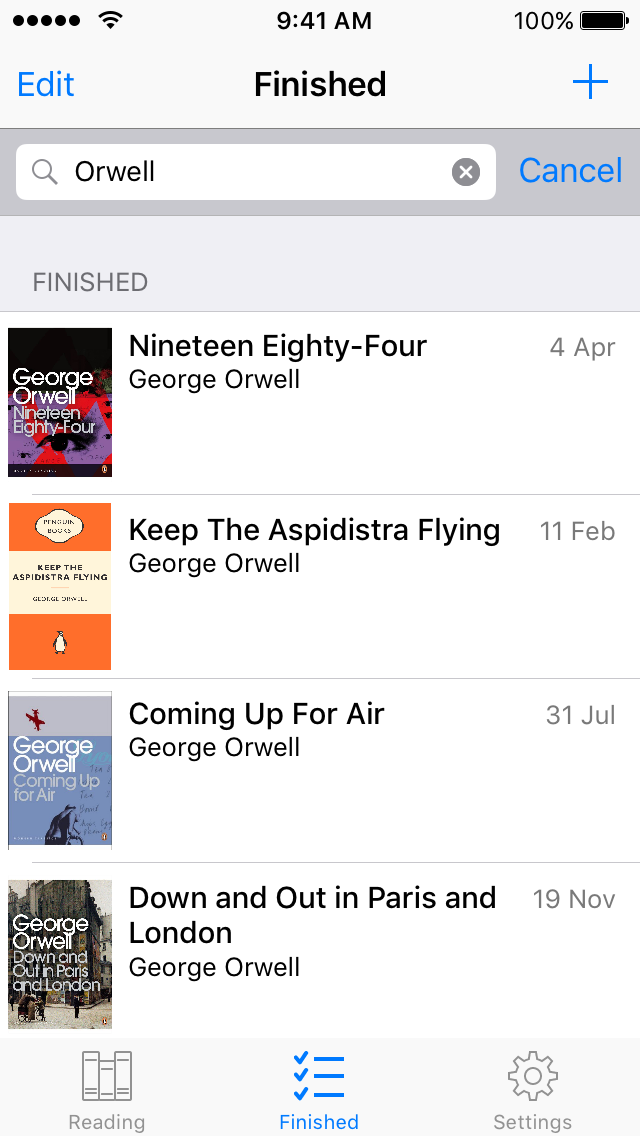 9:41 AM 100%
Edit Finished
Orwell Cancel
FINISHED
George
Orwell
Nineteen
Eighty-Four
Nineteen Eighty-Four 4 Apr
George Orwell
PENGUIN
BOOKS
KEEP THE
ASPIDISTRA FLYING
GEORGE ORWELL
Keep The Aspidistra Flying 11 Feb
George Orwell
George
Orwell
Coming Up
for Air
Coming Up For Air 31 Jul
George Orwell
George
Orwell
Down and
Out in Paris
and London
Down and Out in Paris and 19 Nov
London
George Orwell
Reading Finished Settings